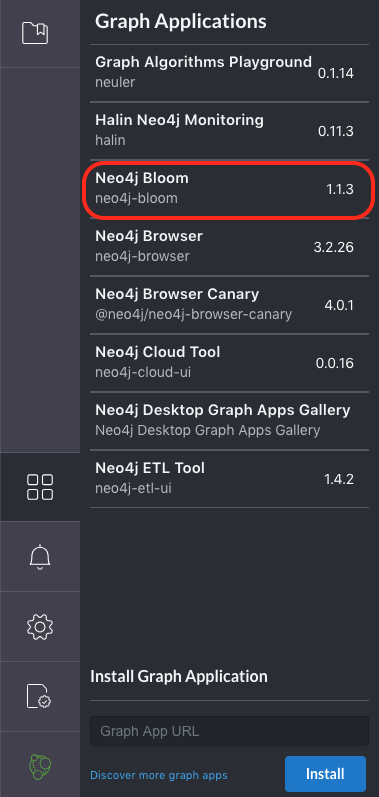 Graph Applications
Graph Algorithms Playground
neuler
0.1.14
Halin Neo4j Monitoring
halin
0.11.3
Neo4j Bloom
neo4j-bloom
1.1.3
Neo4j Browser
neo4j-browser
3.2.26
Neo4j Browser Canary
@neo4j/neo4j-browser-canary
4.0.1
Neo4j Cloud Tool
neo4j-cloud-ui
0.0.16
Neo4j Desktop Graph Apps Gallery
Neo4j Desktop Graph Apps Gallery
Neo4j ETL Tool
neo4j-etl-ui
1.4.2
Install Graph Application
Graph App URL
Discover more graph apps
Install